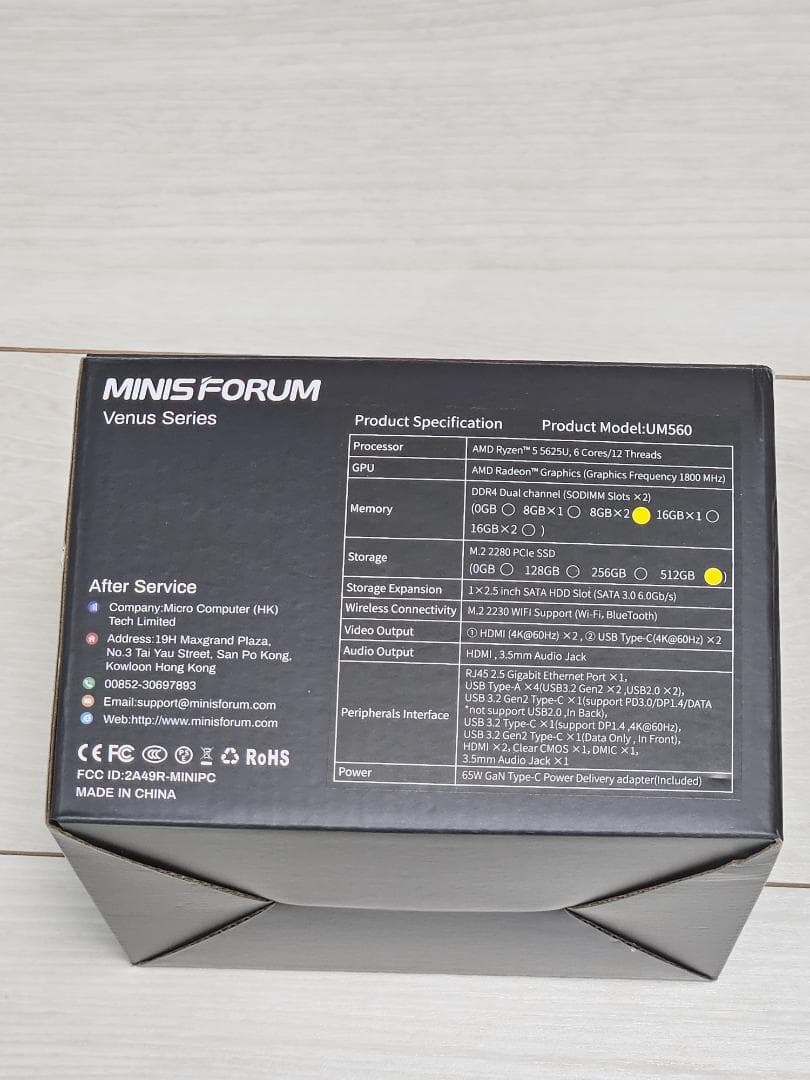 MINISFORUM
Venus Series
Product Specification Product Model:UM560
Processor AMD Ryzen™ 5 5625U, 6 Cores/12 Threads
GPU AMD Radeon™ Graphics (Graphics Frequency 1800 MHz)
Memory DDR4 Dual channel (SODIMM Slots ×2)
(0GB ○ 8GB×1 ○ 8GB×2 16GB×1 ○
16GB×2 ○ )
Storage M.2 2280 PCIe SSD
(0GB ○ 128GB ○ 256GB ○ 512GB )
Storage Expansion 1×2.5 inch SATA HDD Slot (SATA 3.0 6.0Gb/s)
Wireless Connectivity M.2 2230 WIFI Support (Wi-Fi, BlueTooth)
Video Output ① HDMI (4K@60Hz) ×2 , ② USB Type-C(4K@60Hz) ×2
Audio Output HDMI , 3.5mm Audio Jack
Peripherals Interface RJ45 2.5 Gigabit Ethernet Port ×1,
USB Type-A ×4(USB3.2 Gen2 ×2 ,USB2.0 ×2),
USB 3.2 Gen2 Type-C ×1(support PD3.0/DP1.4/DATA
*not support USB2.0 ,In Back),
USB 3.2 Type-C ×1(support DP1.4 ,4K@60Hz),
USB 3.2 Gen2 Type-C ×1(Data Only , In Front),
HDMI ×2, Clear CMOS ×1, DMIC ×1,
3.5mm Audio Jack ×1
Power 65W GaN Type-C Power Delivery adapter(Included)
After Service
Company:Micro Computer (HK)
Tech Limited
Address:19H Maxgrand Plaza,
No.3 Tai Yau Street, San Po Kong,
Kowloon Hong Kong
00852-30697893
Email:support@minisforum.com
Web:http://www.minisforum.com
CE FC CCC RoHS
FCC ID:2A49R-MINIPC
MADE IN CHINA